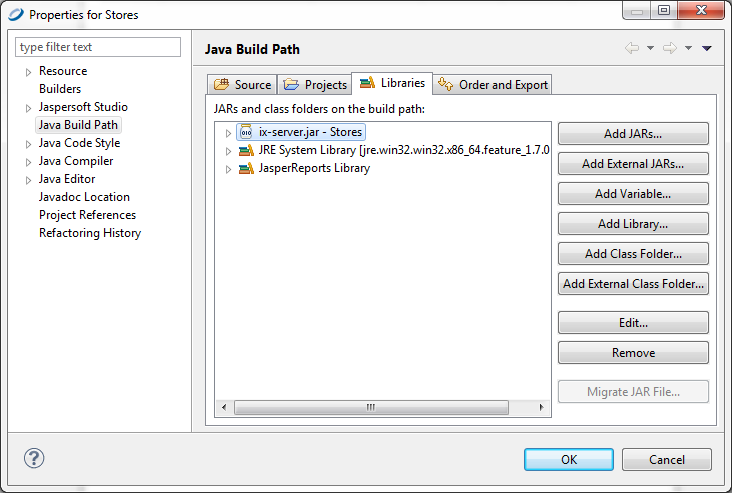 Properties for Stores
type filter text
Resource
Builders
Jaspersoft Studio
Java Build Path
Java Code Style
Java Compiler
Java Editor
Javadoc Location
Project References
Refactoring History
Java Build Path
Source
Projects
Libraries
Order and Export
JARs and class folders on the build path:
ix-server.jar - Stores
JRE System Library [jre.win32.win32.x86_64.feature_1.7.0
JasperReports Library
Add JARs...
Add External JARs...
Add Variable...
Add Library...
Add Class Folder...
Add External Class Folder...
Edit...
Remove
Migrate JAR File...
OK
Cancel